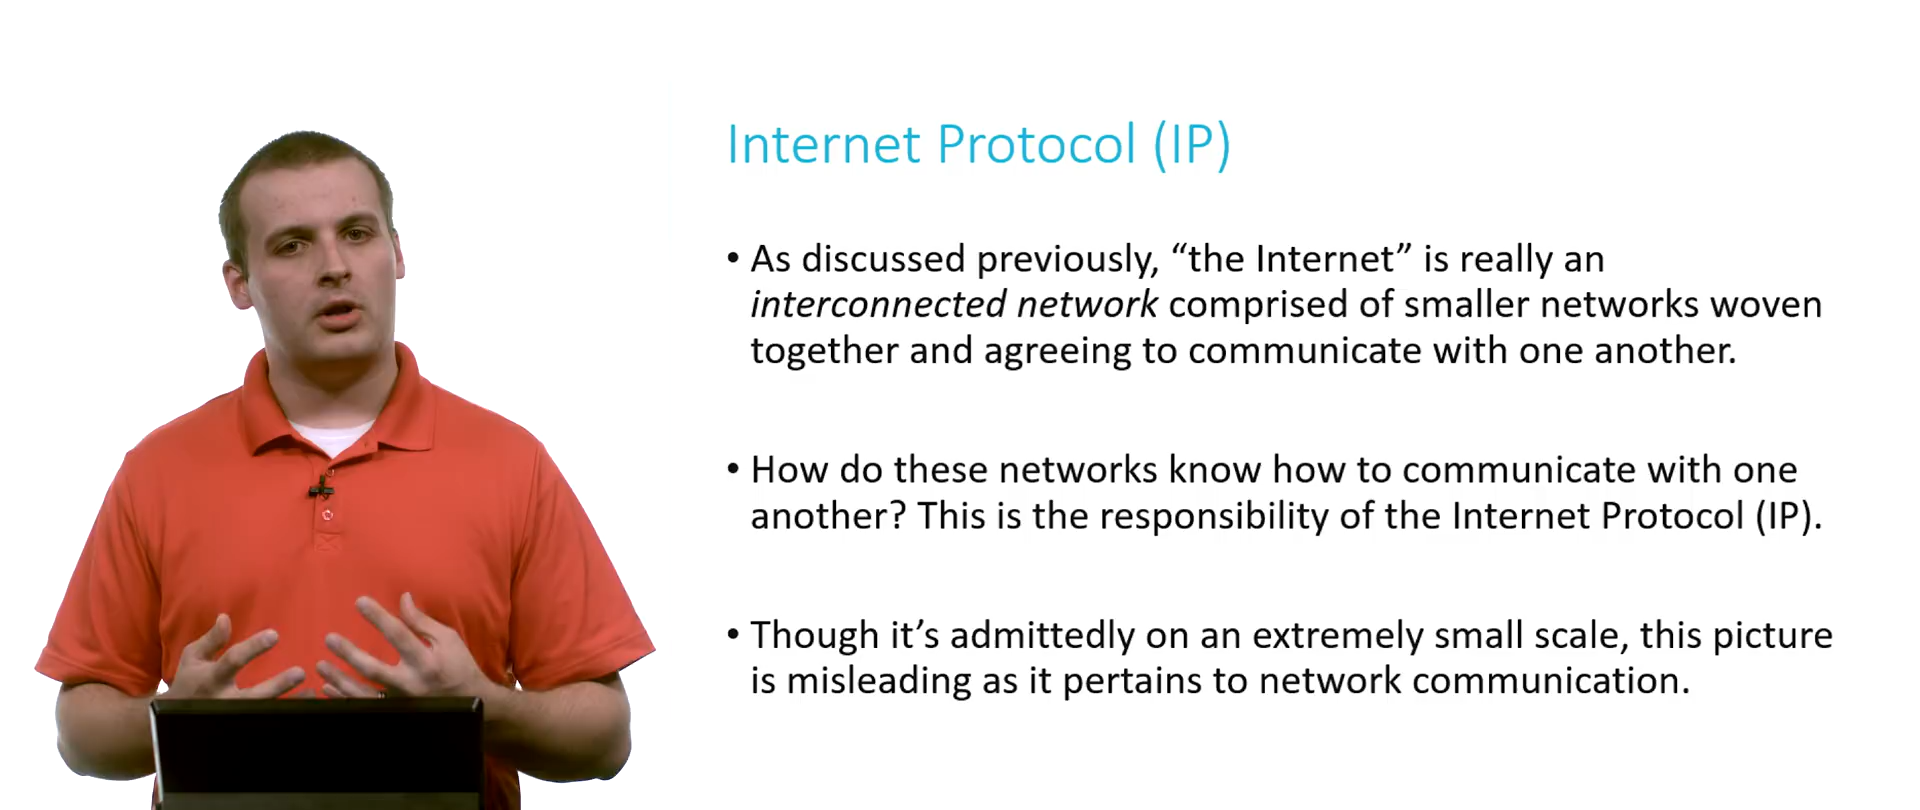 Internet Protocol (IP)
• As discussed previously, “the Internet” is really an
interconnected network comprised of smaller networks woven
together and agreeing to communicate with one another.
• How do these networks know how to communicate with one
another? This is the responsibility of the Internet Protocol (IP).
• Though it’s admittedly on an extremely small scale, this picture
is misleading as it pertains to network communication.